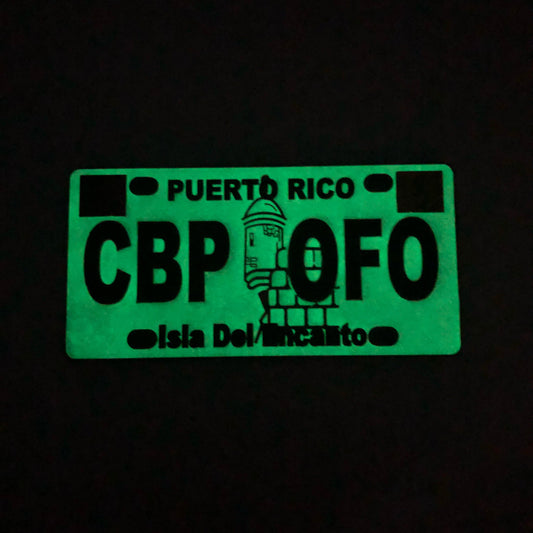 PUERTO RICO
CBP OFO
Isla Del Encanto